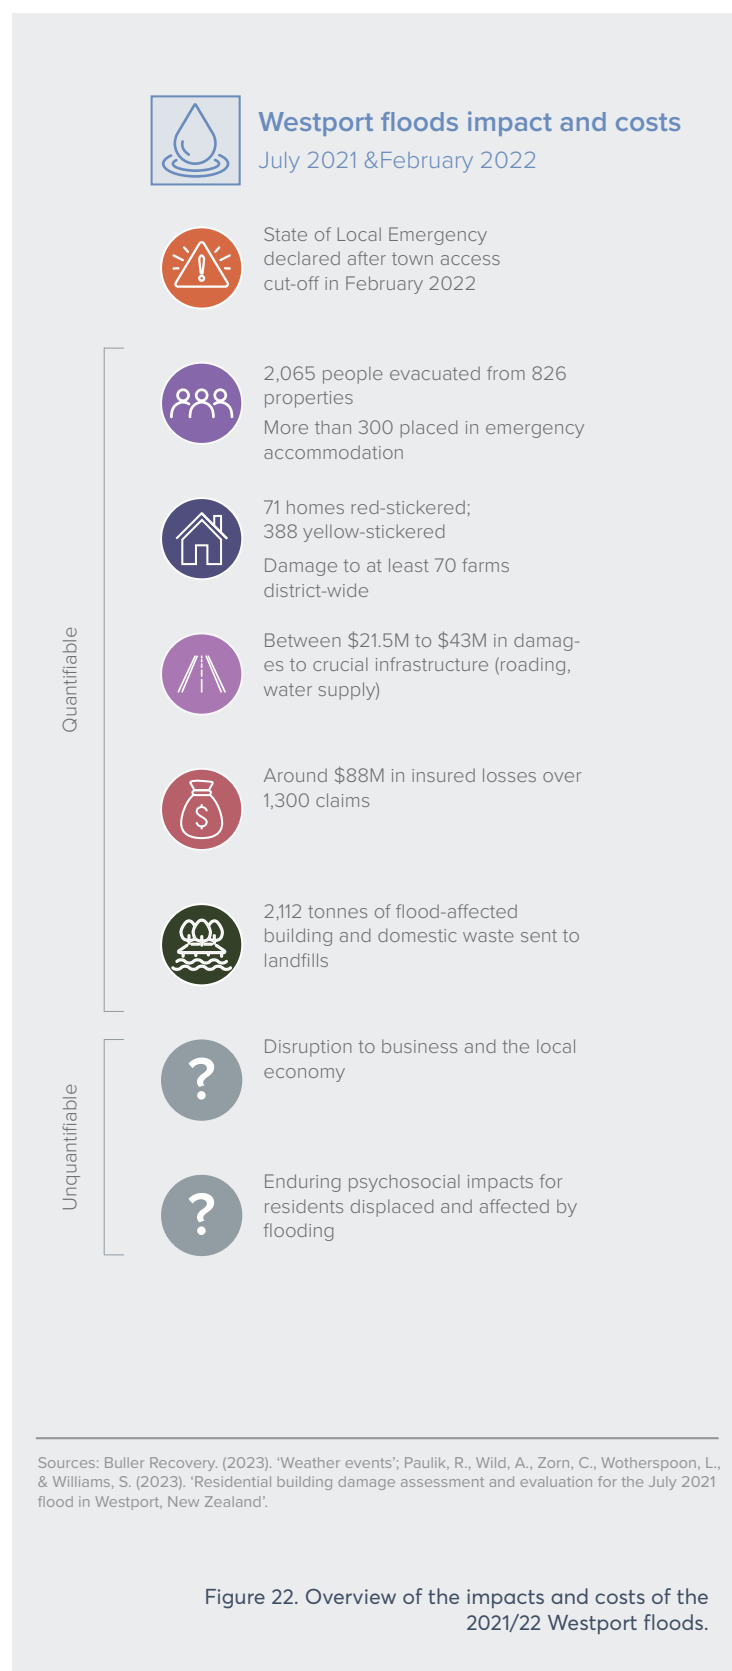 Westport floods impact and costs
July 2021 &February 2022
State of Local Emergency
declared after town access
cut-off in February 2022
Quantifiable
2,065 people evacuated from 826
properties
More than 300 placed in emergency
accommodation
71 homes red-stickered;
388 yellow-stickered
Damage to at least 70 farms
district-wide
Between $21.5M to $43M in damag-
es to crucial infrastructure (roading,
water supply)
$
Around $88M in insured losses over
1,300 claims
2,112 tonnes of flood-affected
building and domestic waste sent to
landfills
Unquantifiable
?
Disruption to business and the local
economy
?
Enduring psychosocial impacts for
residents displaced and affected by
flooding
Sources: Buller Recovery. (2023). ‘Weather events’; Paulik, R., Wild, A., Zorn, C., Wotherspoon, L.,
& Williams, S. (2023). ‘Residential building damage assessment and evaluation for the July 2021
flood in Westport, New Zealand’.
Figure 22. Overview of the impacts and costs of the
2021/22 Westport floods.